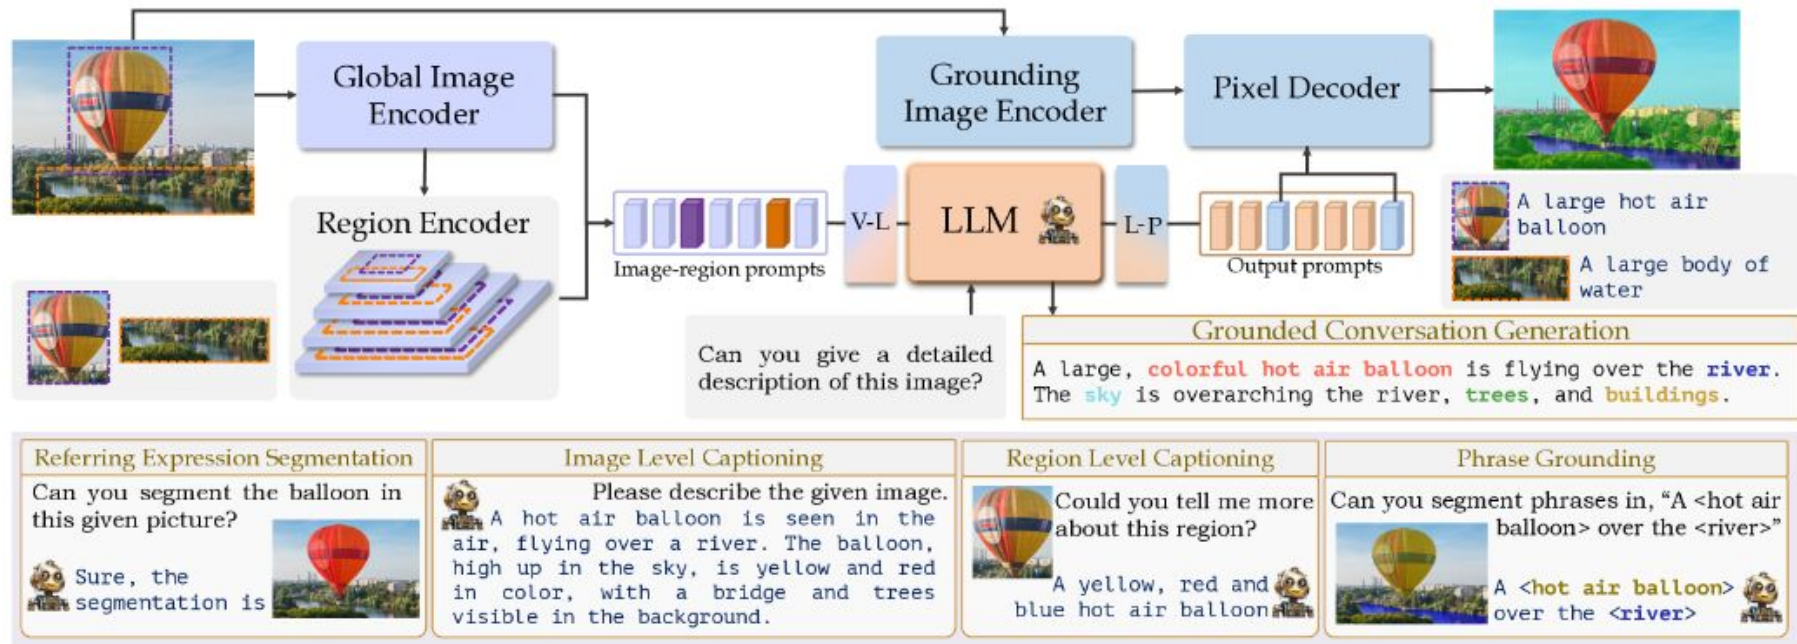 Global Image
Encoder
Grounding
Image Encoder
Pixel Decoder
Region Encoder
Image-region prompts
V-L
LLM
L-P
Output prompts
A large hot air
balloon
A large body of
water
Can you give a detailed
description of this image?
Grounded Conversation Generation
A large, colorful hot air balloon is flying over the river.
The sky is overarching the river, trees, and buildings.
Referring Expression Segmentation
Can you segment the balloon in
this given picture?
Sure, the
segmentation is
Image Level Captioning
Please describe the given image.
A hot air balloon is seen in the
air, flying over a river. The balloon,
high up in the sky, is yellow and red
in color, with a bridge and trees
visible in the background.
Region Level Captioning
Could you tell me more
about this region?
A yellow, red and
blue hot air balloon
Phrase Grounding
Can you segment phrases in, “A <hot air
balloon> over the <river>”
A <hot air balloon>
over the <river>